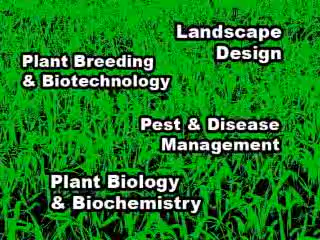 Landscape
Design
Plant Breeding
& Biotechnology
Pest & Disease
Management
Plant Biology
& Biochemistry